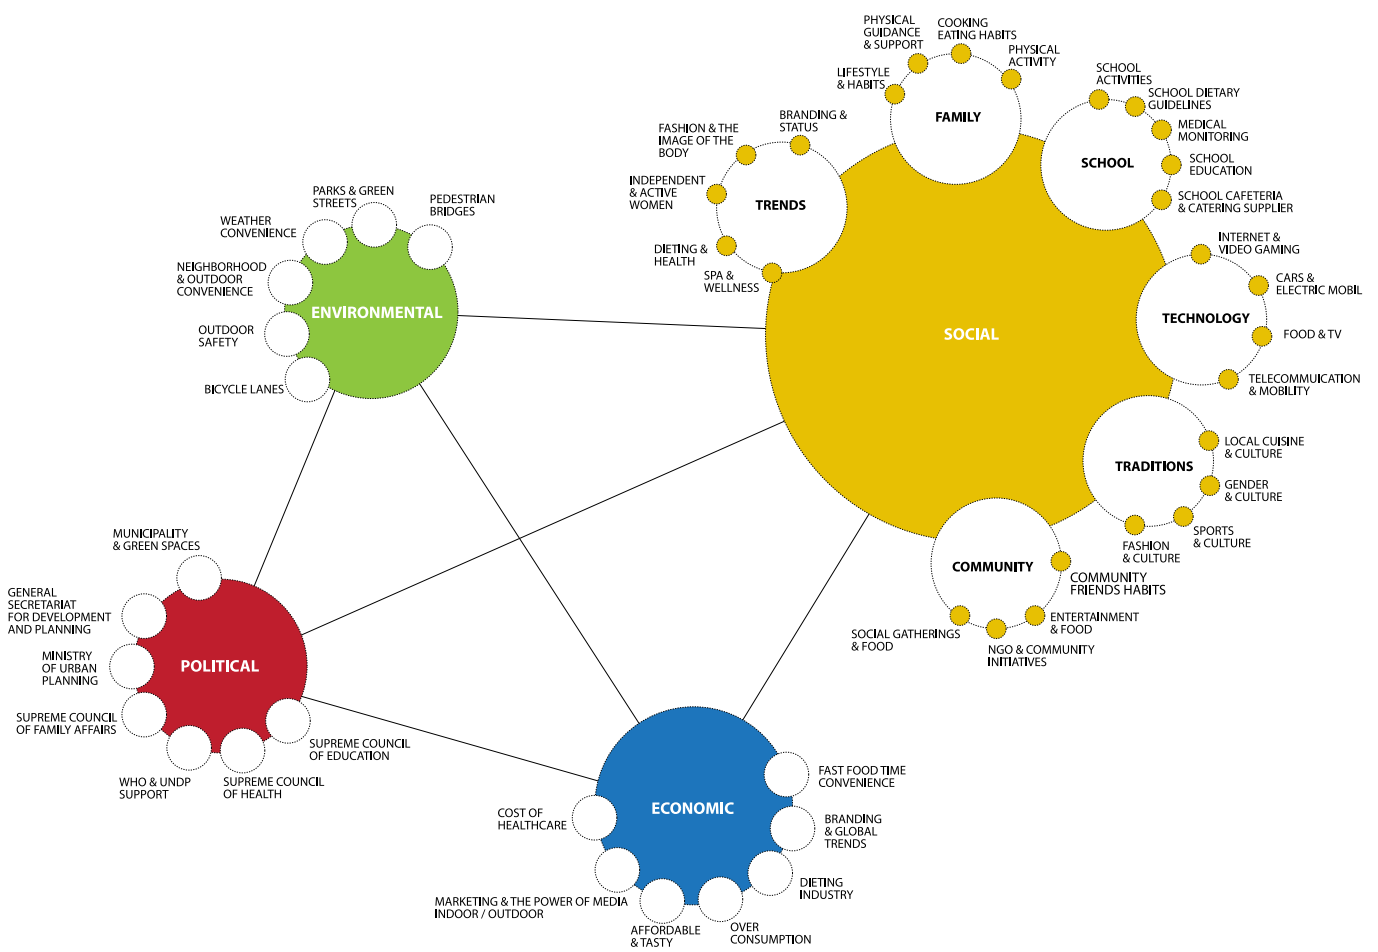 PHYSICAL
GUIDANCE
& SUPPORT
COOKING
EATING HABITS
PHYSICAL
ACTIVITY
LIFESTYLE
& HABITS
FAMILY
SCHOOL
ACTIVITIES
SCHOOL DIETARY
GUIDELINES
MEDICAL
MONITORING
SCHOOL
EDUCATION
SCHOOL CAFETERIA
& CATERING SUPPLIER
SCHOOL
BRANDING &
STATUS
FASHION & THE
IMAGE OF THE
BODY
INDEPENDENT
& ACTIVE
WOMEN
DIETING &
HEALTH
SPA &
WELLNESS
TRENDS
INTERNET &
VIDEO GAMING
CARS &
ELECTRIC MOBIL
FOOD & TV
TELECOMMUICATION
& MOBILITY
TECHNOLOGY
SOCIAL
PARKS & GREEN
STREETS
PEDESTRIAN
BRIDGES
WEATHER
CONVENIENCE
NEIGHBORHOOD
& OUTDOOR
CONVENIENCE
OUTDOOR
SAFETY
BICYCLE LANES
ENVIRONMENTAL
TRADITIONS
LOCAL CUISINE
& CULTURE
GENDER
& CULTURE
SPORTS
& CULTURE
FASHION
& CULTURE
COMMUNITY
COMMUNITY
FRIENDS HABITS
ENTERTAINMENT
& FOOD
NGO & COMMUNITY
INITIATIVES
SOCIAL GATHERINGS
& FOOD
MUNICIPALITY
& GREEN SPACES
GENERAL
SECRETARIAT
FOR DEVELOPMENT
AND PLANNING
MINISTRY
OF URBAN
PLANNING
SUPREME COUNCIL
OF FAMILY AFFAIRS
WHO & UNDP
SUPPORT
SUPREME COUNCIL
OF HEALTH
SUPREME COUNCIL
OF EDUCATION
POLITICAL
ECONOMIC
FAST FOOD TIME
CONVENIENCE
BRANDING
& GLOBAL
TRENDS
DIETING
INDUSTRY
OVER
CONSUMPTION
AFFORDABLE
& TASTY
MARKETING & THE POWER OF MEDIA
INDOOR / OUTDOOR
COST OF
HEALTHCARE